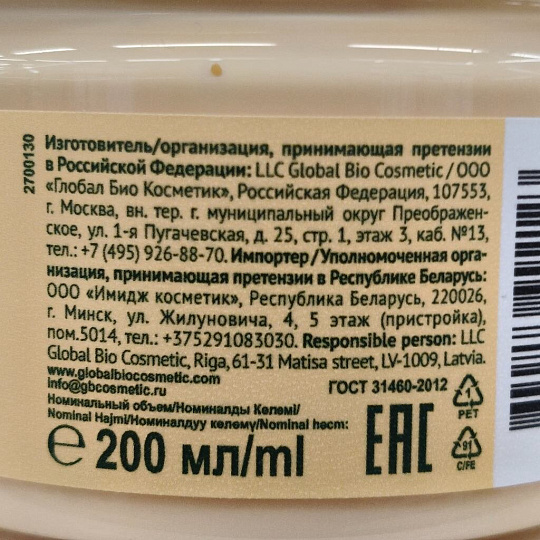 2700130
Изготовитель/организация, принимающая претензии
в Российской Федерации: LLC Global Bio Cosmetic / ООО
«Глобал Био Косметик», Российская Федерация, 107553,
г. Москва, вн. тер. г. муниципальный округ Преображен-
ское, ул. 1-я Пугачевская, д. 25, стр. 1, этаж 3, каб. №13,
тел.: +7 (495) 926-88-70. Импортер/Уполномоченная орга-
низация, принимающая претензии в Республике Беларусь:
ООО «Имидж косметик», Республика Беларусь, 220026,
г. Минск, ул. Жилуновича, 4, 5 этаж (пристройка),
пом.5014, тел.: +375291083030. Responsible person: LLC
Global Bio Cosmetic, Riga, 61-31 Matisa street, LV-1009, Latvia.
www.globalbiocosmetic.com
info@gbcosmetic.com
ГОСТ 31460-2012
Номинальный объем/Номиналды Көлемі/
Nominal Hajmi/Номиналдуу көлөмү/Nominal həcm:
℮ 200 мл/ml
EAC
1
PET
91
C/FE